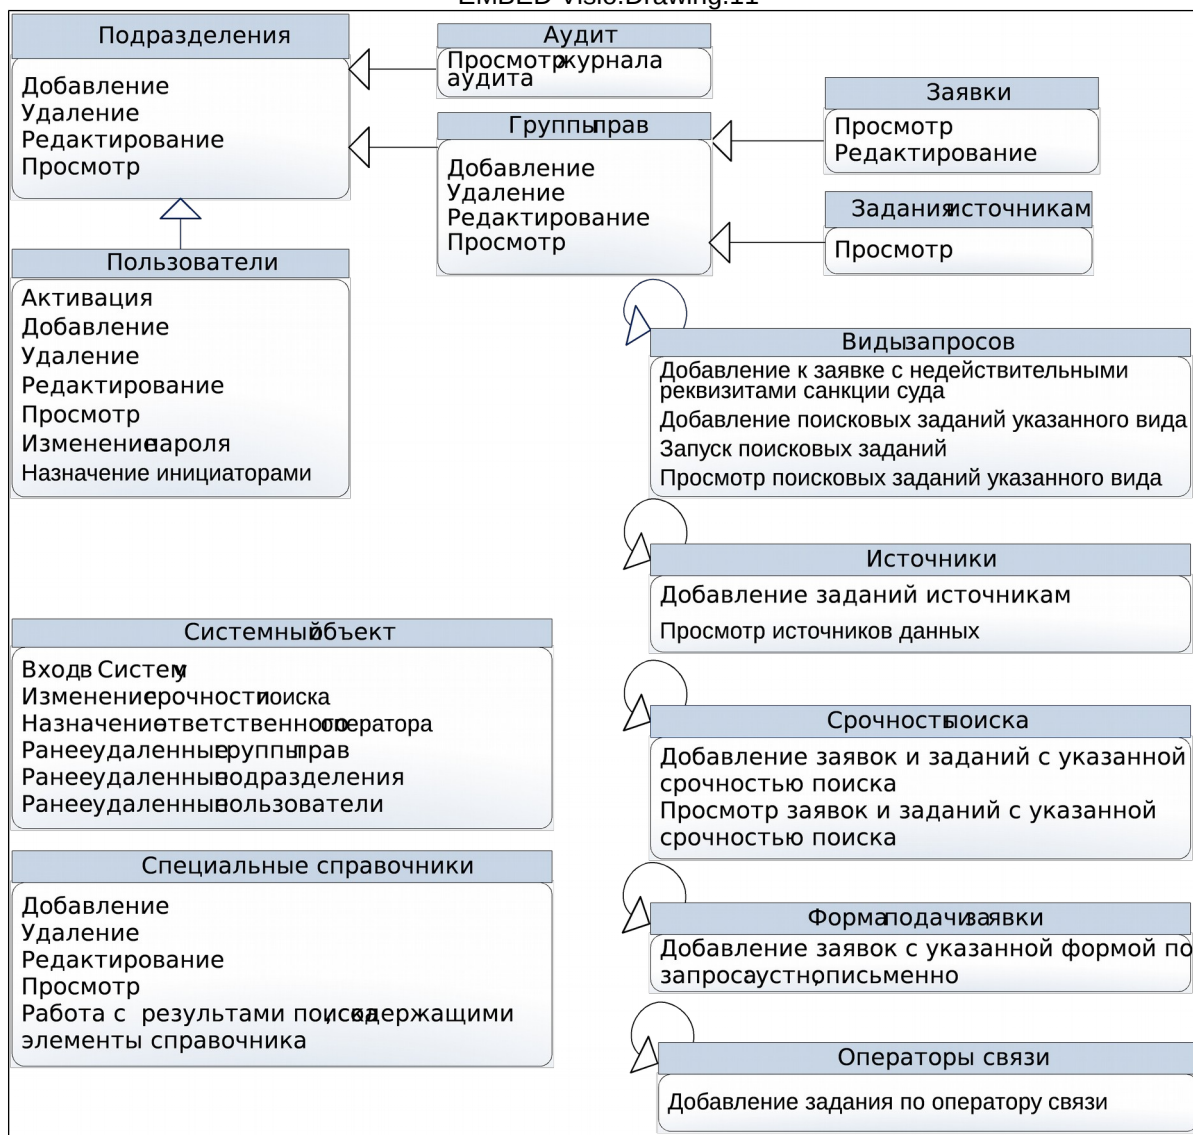 EMBED Visio.Drawing.11
Подразделения
Добавление
Удаление
Редактирование
Просмотр
Аудит
Просмотр журнала
аудита
Группы прав
Добавление
Удаление
Редактирование
Просмотр
Заявки
Просмотр
Редактирование
Задания источникам
Просмотр
Пользователи
Активация
Добавление
Удаление
Редактирование
Просмотр
Изменение пароля
Назначение инициаторами
Виды запросов
Добавление к заявке с недействительными
реквизитами санкции суда
Добавление поисковых заданий указанного вида
Запуск поисковых заданий
Просмотр поисковых заданий указанного вида
Источники
Добавление заданий источникам
Просмотр источников данных
Системный объект
Вход в Систему
Изменение срочности поиска
Назначение ответственного оператора
Ранее удаленные группы прав
Ранее удаленные подразделения
Ранее удаленные пользователи
Срочность поиска
Добавление заявок и заданий с указанной
срочностью поиска
Просмотр заявок и заданий с указанной
срочностью поиска
Специальные справочники
Добавление
Удаление
Редактирование
Просмотр
Работа с результами поиска, содержащими
элементы справочника
Форма подачи заявки
Добавление заявок с указанной формой по
запроса устно, письменно
Операторы связи
Добавление задания по оператору связи